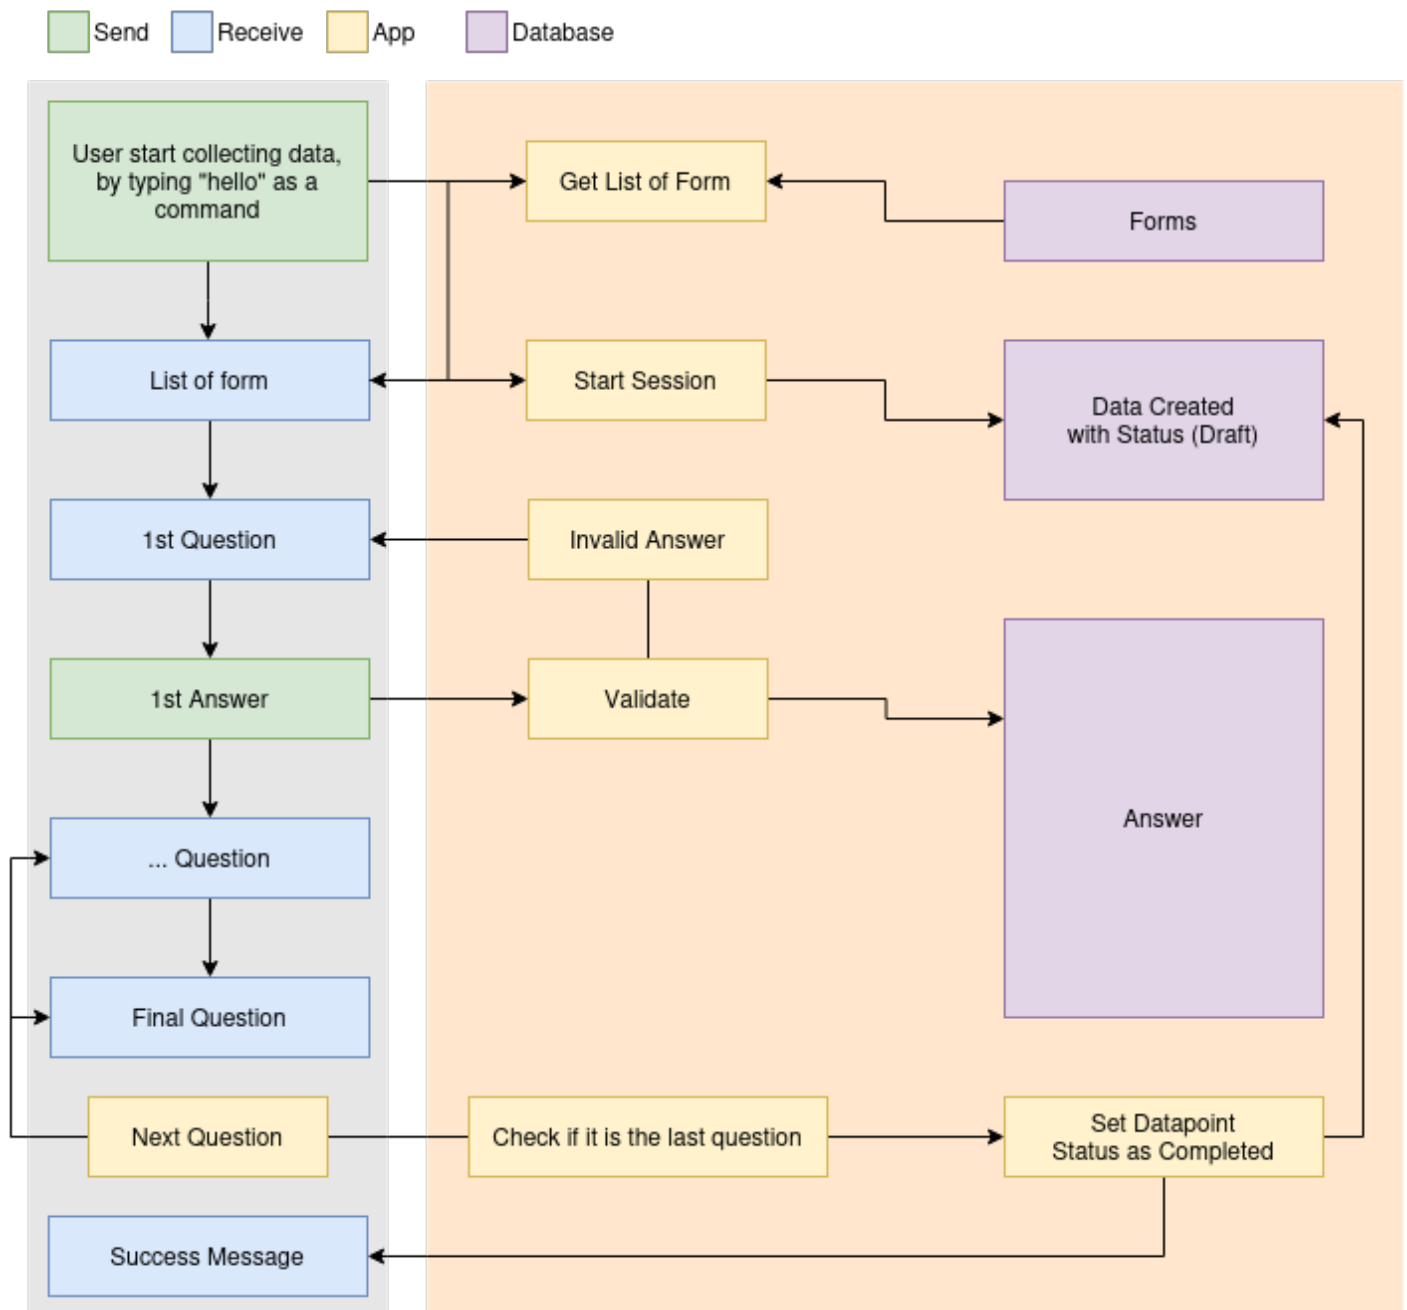 Send
Receive
App
Database
User start collecting data,
by typing "hello" as a
command
Get List of Form
Forms
List of form
Start Session
Data Created
with Status (Draft)
1st Question
Invalid Answer
1st Answer
Validate
Answer
... Question
Final Question
Next Question
Check if it is the last question
Set Datapoint
Status as Completed
Success Message